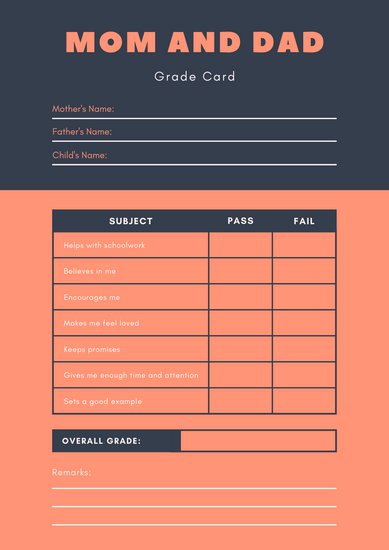 MOM AND DAD
Grade Card
Mother's Name:
Father's Name:
Child's Name:
SUBJECT PASS FAIL
Helps with schoolwork
Believes in me
Encourages me
Makes me feel loved
Keeps promises
Gives me enough time and attention
Sets a good example
OVERALL GRADE:
Remarks: